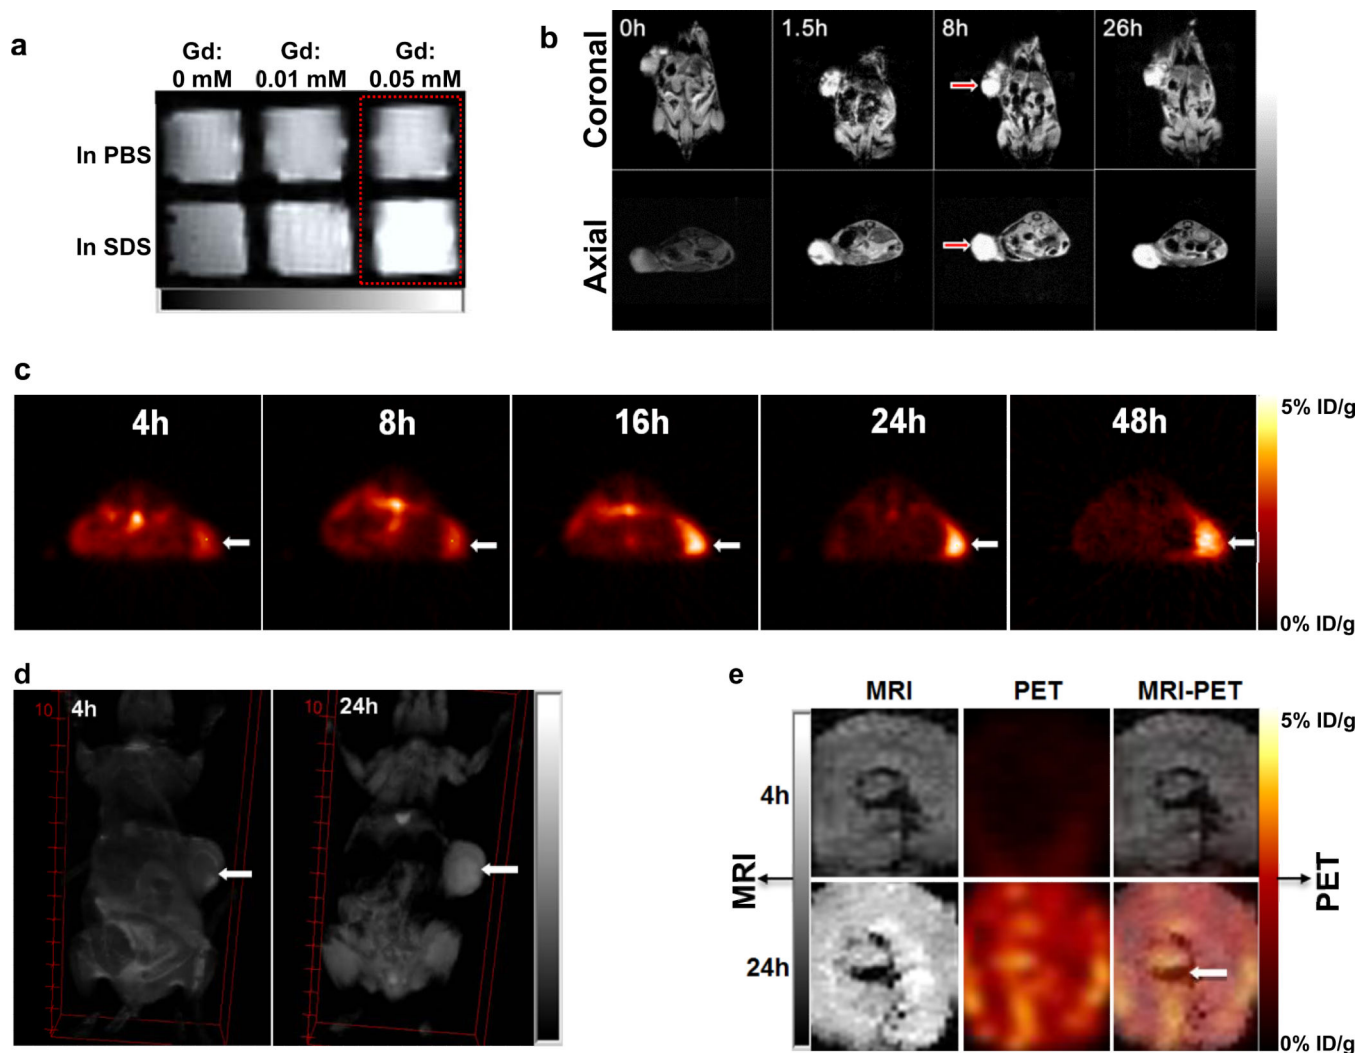 a
Gd: Gd: Gd:
0 mM 0.01 mM 0.05 mM
In PBS
In SDS
b
Coronal
0h 1.5h 8h 26h
Axial
c
4h 8h 16h 24h 48h
5% ID/g
0% ID/g
d
10 4h
10 24h
e
MRI PET MRI-PET
5% ID/g
4h
MRI
PET
24h
0% ID/g